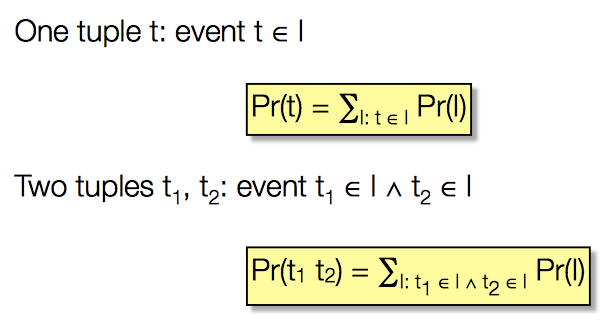 One tuple t: event t ∈ I
Pr(t) = ∑I: t ∈ I Pr(I)
Two tuples t1, t2: event t1 ∈ I ∧ t2 ∈ I
Pr(t1 t2) = ∑I: t1 ∈ I ∧ t2 ∈ I Pr(I)